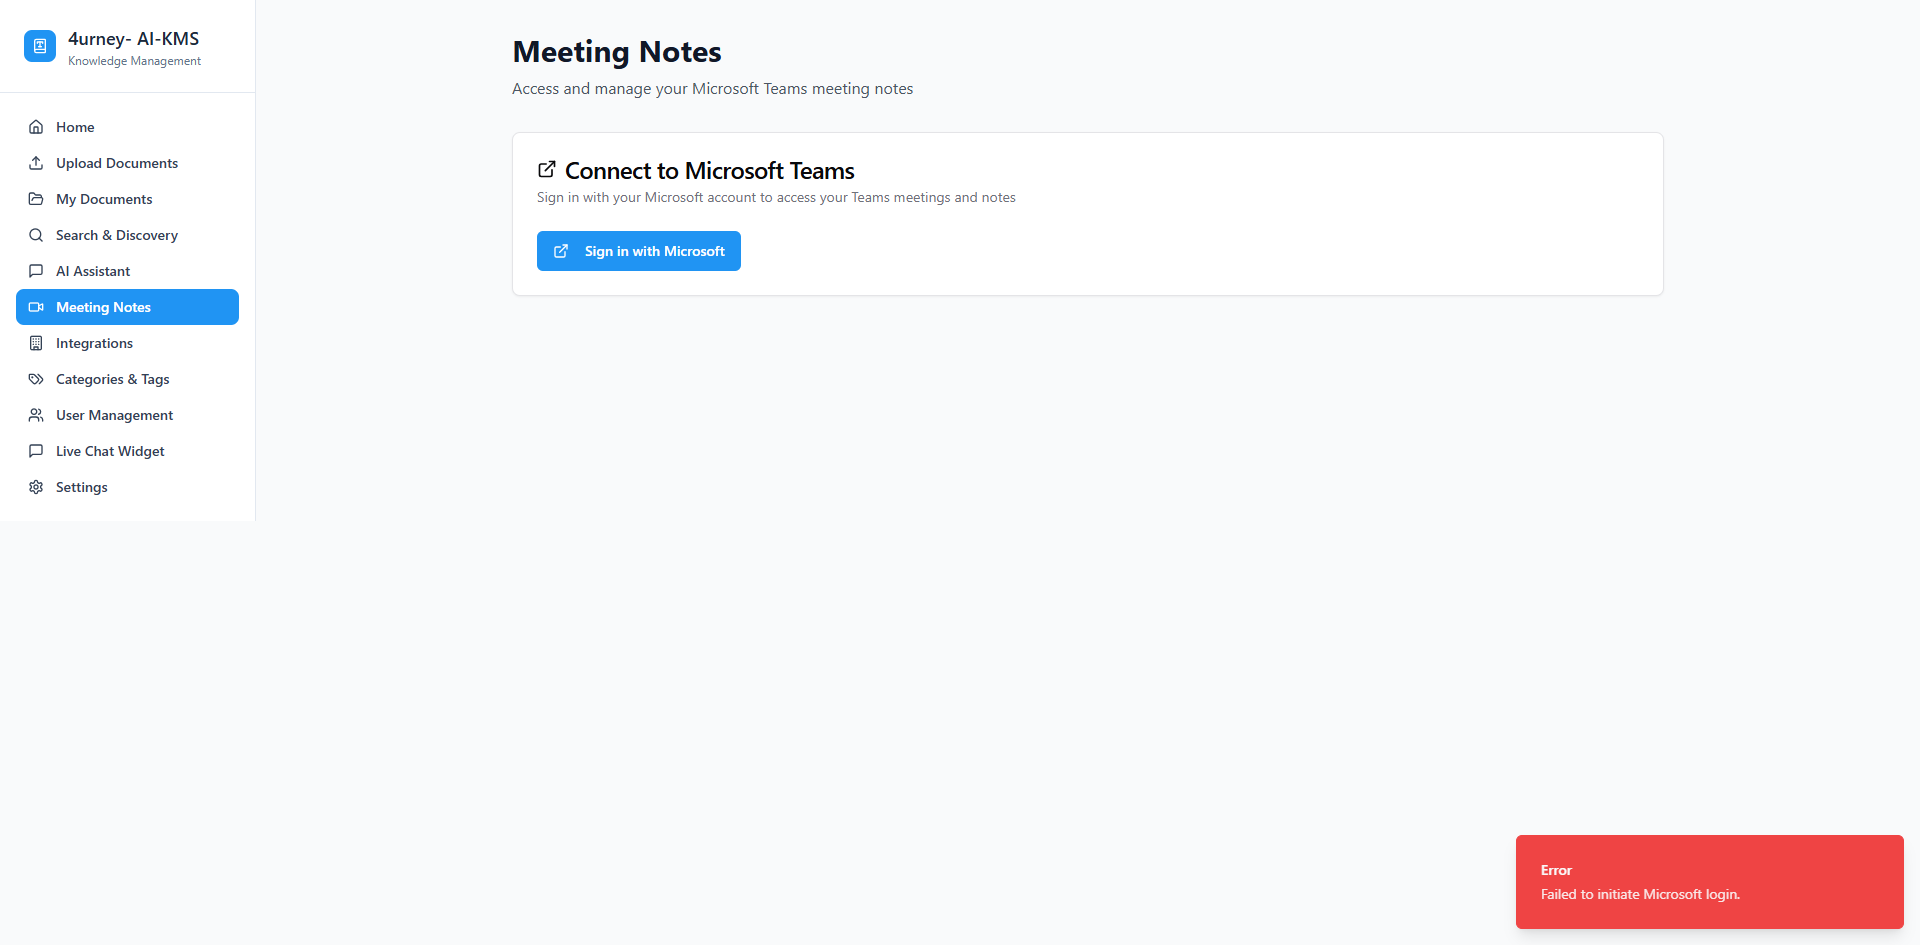 4urney- AI-KMS
Knowledge Management
Home
Upload Documents
My Documents
Search & Discovery
AI Assistant
Meeting Notes
Integrations
Categories & Tags
User Management
Live Chat Widget
Settings
Meeting Notes
Access and manage your Microsoft Teams meeting notes
Connect to Microsoft Teams
Sign in with your Microsoft account to access your Teams meetings and notes
Sign in with Microsoft
Error
Failed to initiate Microsoft login.